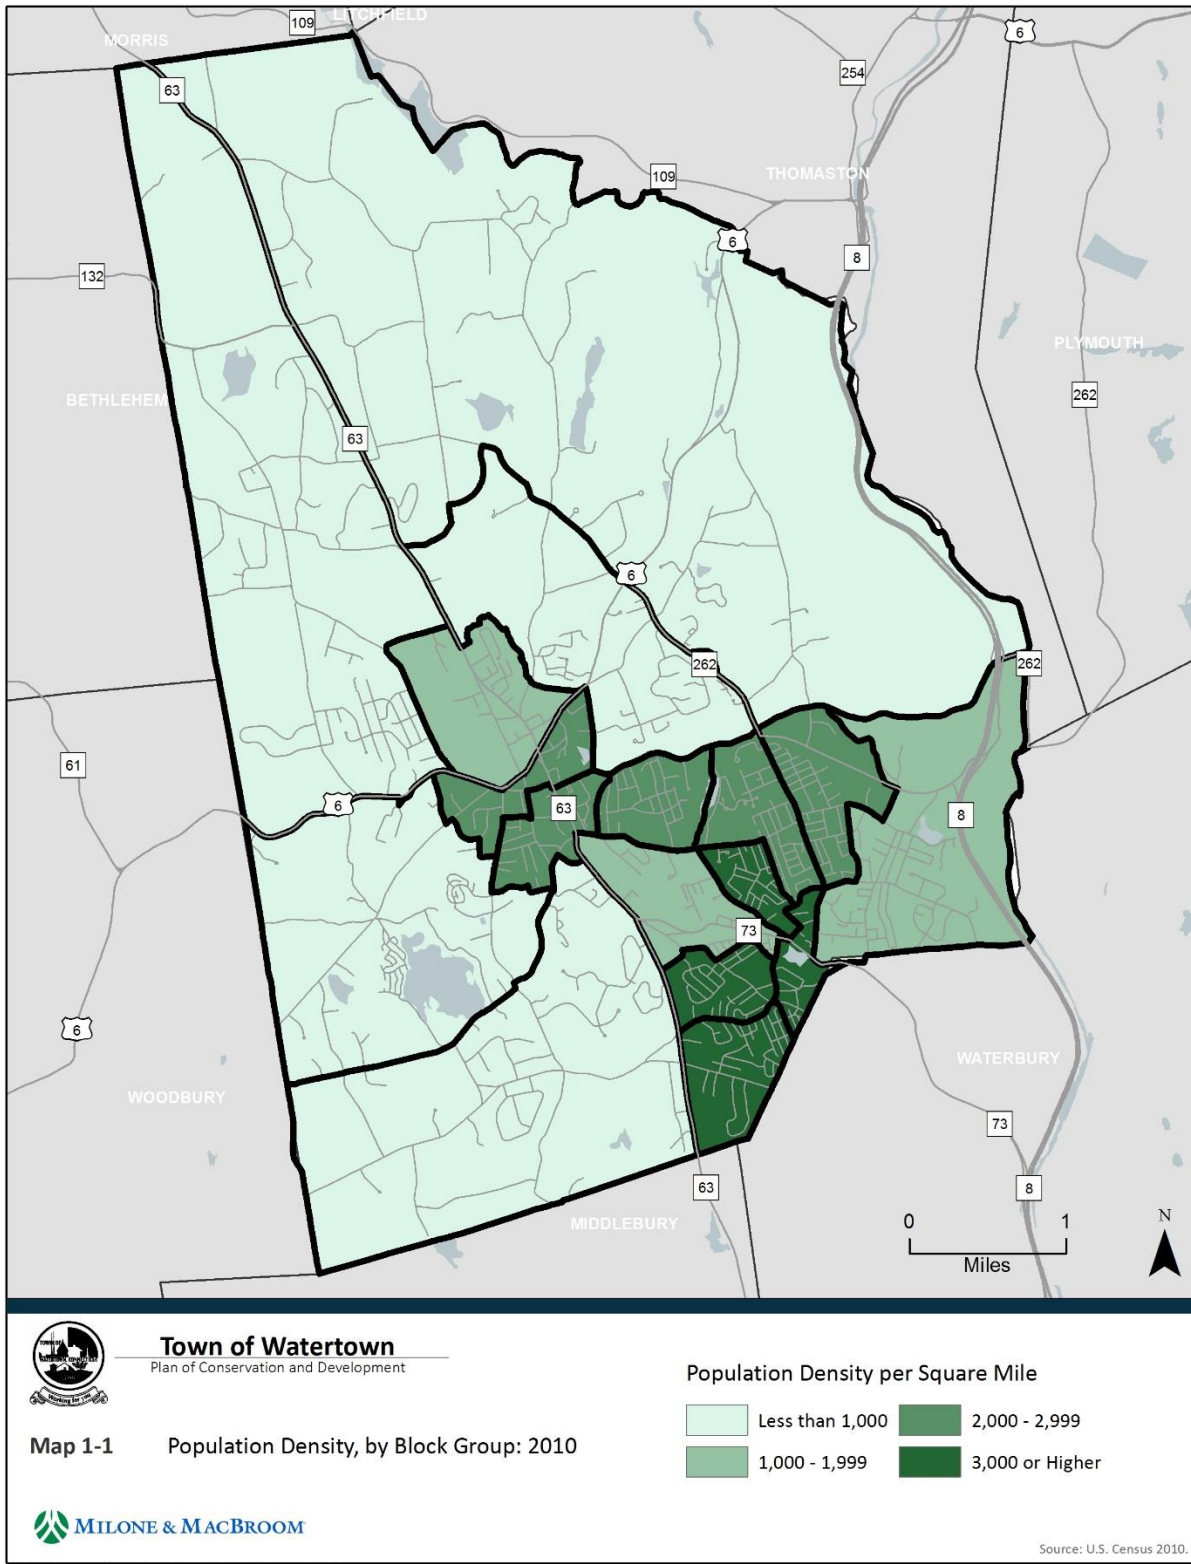 LITCHFIELD
109
6
MORRIS
254
63
THOMASTON
109
6
8
132
PLYMOUTH
262
BETHLEHEM
63
6
262
262
61
6
63
8
73
6
WATERBURY
WOODBURY
73
63
8
MIDDLEBURY
0 1
Miles
N
Town of Watertown
Plan of Conservation and Development
Working for you
Map 1-1 Population Density, by Block Group: 2010
Population Density per Square Mile
Less than 1,000
2,000 - 2,999
1,000 - 1,999
3,000 or Higher
MILONE & MACBROOM
Source: U.S. Census 2010.